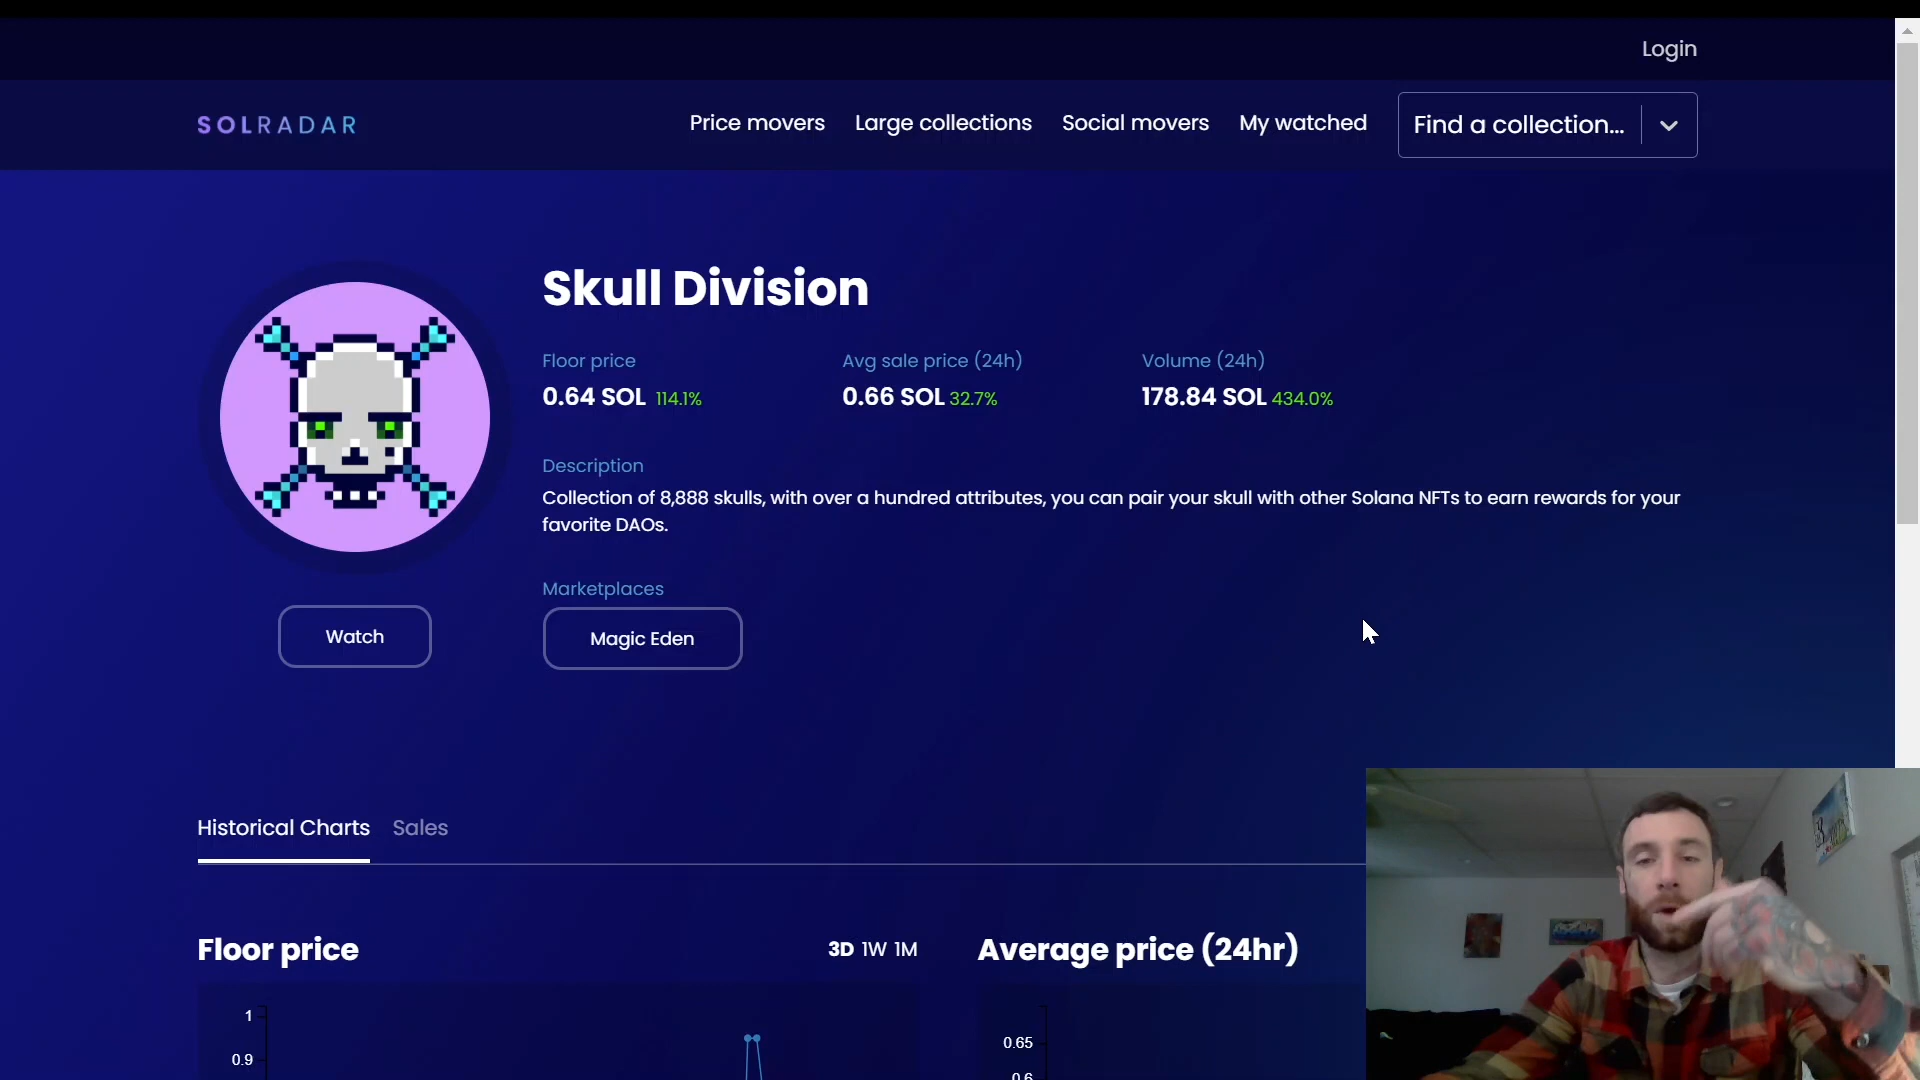 Login
SOLRADAR
Price movers Large collections Social movers My watched Find a collection...
Skull Division
Floor price Avg sale price (24h) Volume (24h)
0.64 SOL 114.1% 0.66 SOL 32.7% 178.84 SOL 434.0%
Description
Collection of 8,888 skulls, with over a hundred attributes, you can pair your skull with other Solana NFTs to earn rewards for your
favorite DAOs.
Marketplaces
Watch Magic Eden
Historical Charts Sales
Floor price 3D 1W 1M Average price (24hr)
1
0.9
0.65
0.6